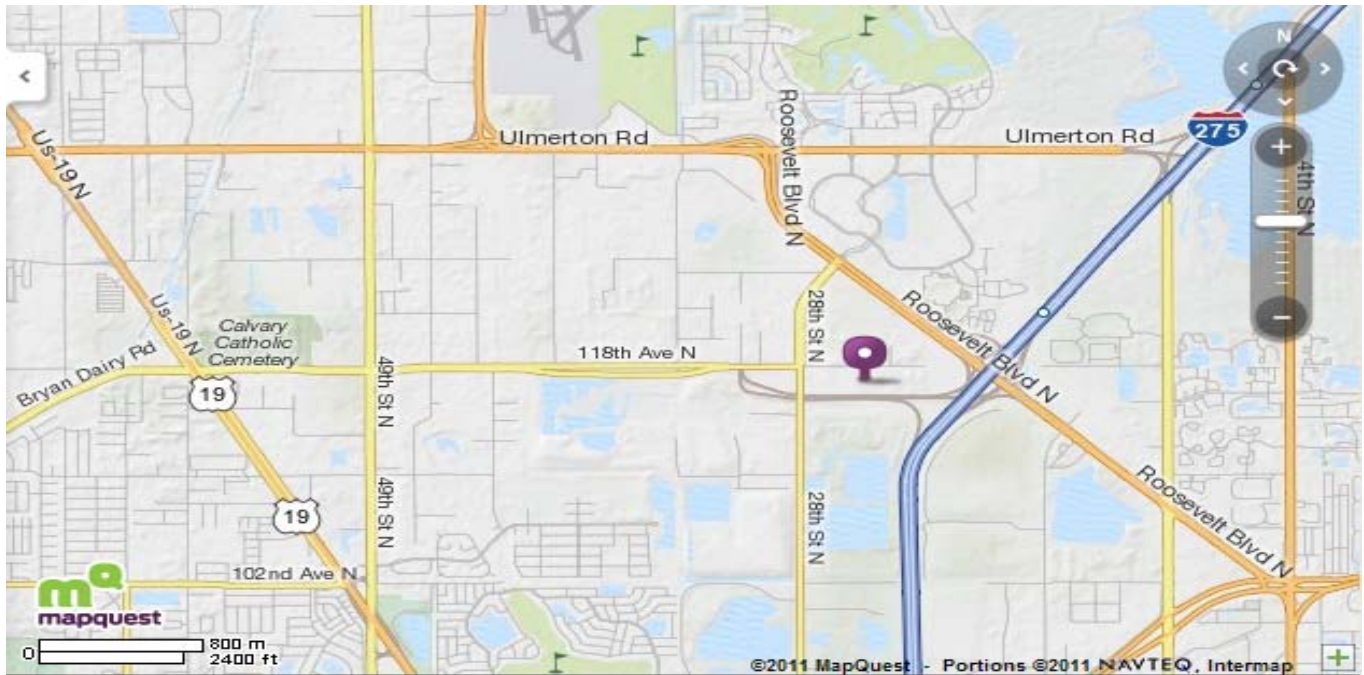 N
Ulmerton Rd
Ulmerton Rd
275
Us-19 N
Roosevelt Blvd N
4th St N
Us-19 N
Calvary
Catholic
Cemetery
28th St N
Roosevelt Blvd N
118th Ave N
Bryan Dairy Rd
49th St N
19
49th St N
28th St N
Roosevelt Blvd N
19
102nd Ave N
mq
mapquest
0
800 m
2400 ft
©2011 MapQuest - Portions ©2011 NAVTEQ, Intermap